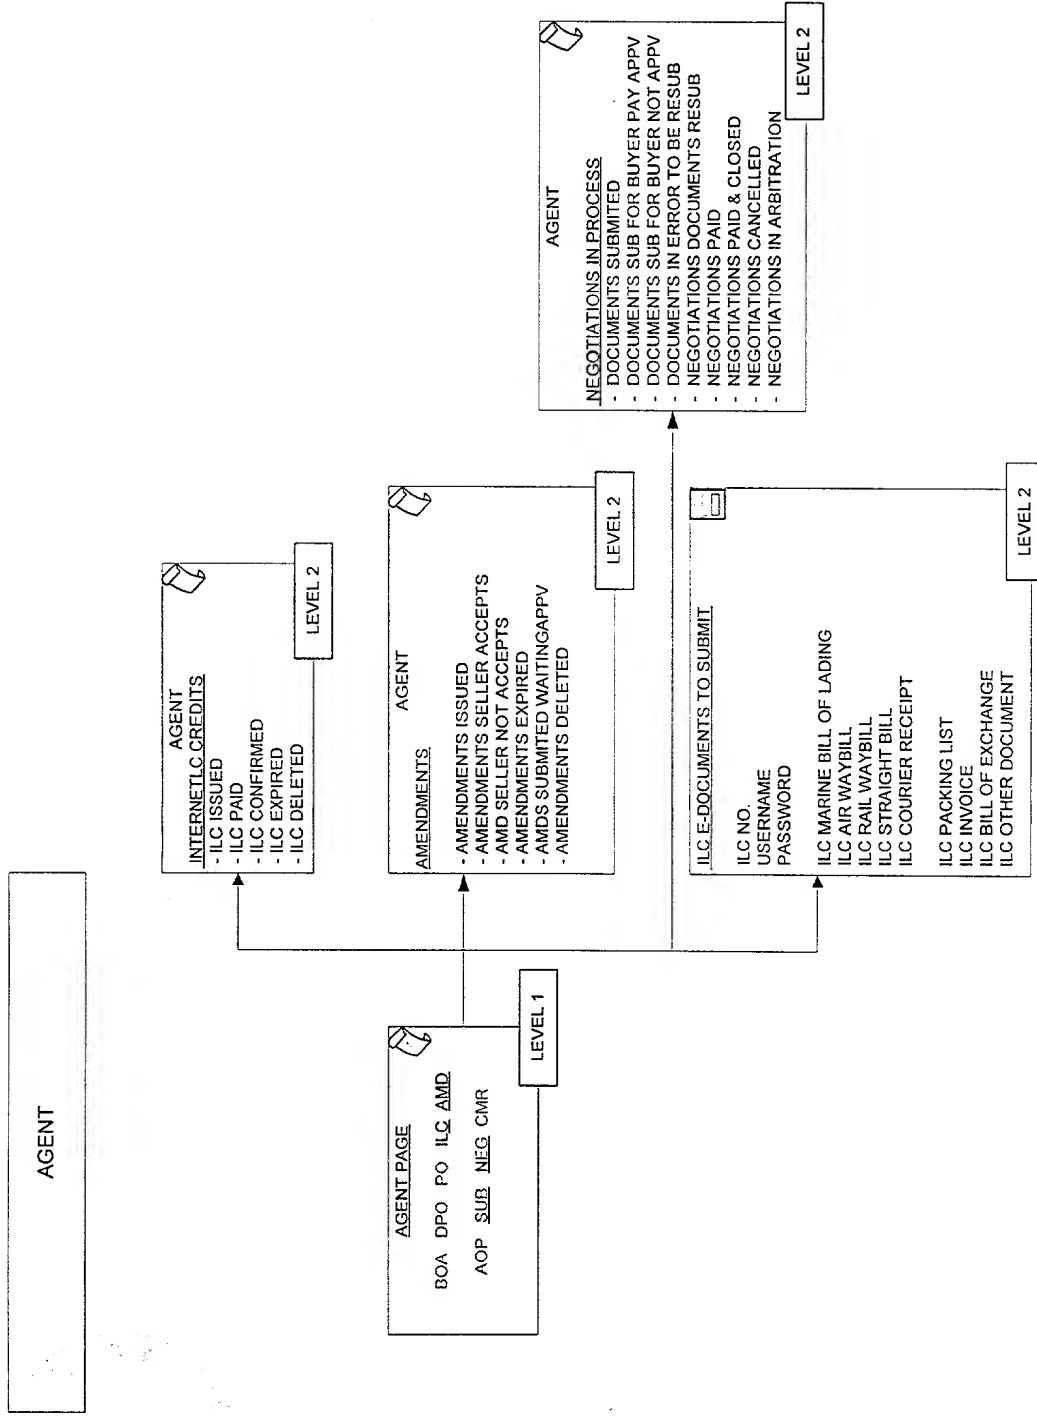 AGENT
AGENT PAGE
BOA DPO PO ILC AMD
AOP SUB NEG CMR
LEVEL 1
AGENT
INTERNETLC CREDITS
- ILC ISSUED
- ILC PAID
- ILC CONFIRMED
- ILC EXPIRED
- ILC DELETED
LEVEL 2
AGENT
AMENDMENTS
- AMENDMENTS ISSUED
- AMENDMENTS SELLER ACCEPTS
- AMD SELLER NOT ACCEPTS
- AMENDMENTS EXPIRED
- AMDS SUBMITED WAITINGAPPV
- AMENDMENTS DELETED
LEVEL 2
ILC E-DOCUMENTS TO SUBMIT
ILC NO.
USERNAME
PASSWORD
ILC MARINE BILL OF LADING
ILC AIR WAYBILL
ILC RAIL WAYBILL
ILC STRAIGHT BILL
ILC COURIER RECEIPT
ILC PACKING LIST
ILC INVOICE
ILC BILL OF EXCHANGE
ILC OTHER DOCUMENT
LEVEL 2
AGENT
NEGOTIATIONS IN PROCESS
- DOCUMENTS SUBMITED
- DOCUMENTS SUB FOR BUYER PAY APPV
- DOCUMENTS SUB FOR BUYER NOT APPV
- DOCUMENTS IN ERROR TO BE RESUB
- NEGOTIATIONS DOCUMENTS RESUB
- NEGOTIATIONS PAID
- NEGOTIATIONS PAID & CLOSED
- NEGOTIATIONS CANCELLED
- NEGOTIATIONS IN ARBITRATION
LEVEL 2